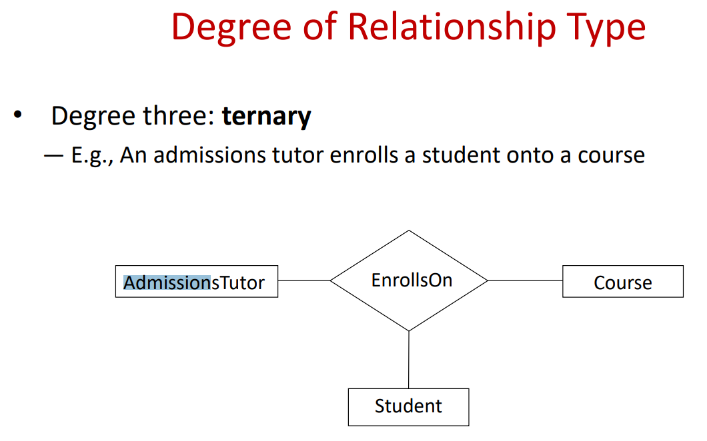 Degree of Relationship Type
• Degree three: ternary
— E.g., An admissions tutor enrolls a student onto a course
AdmissionsTutor
EnrollsOn
Course
Student